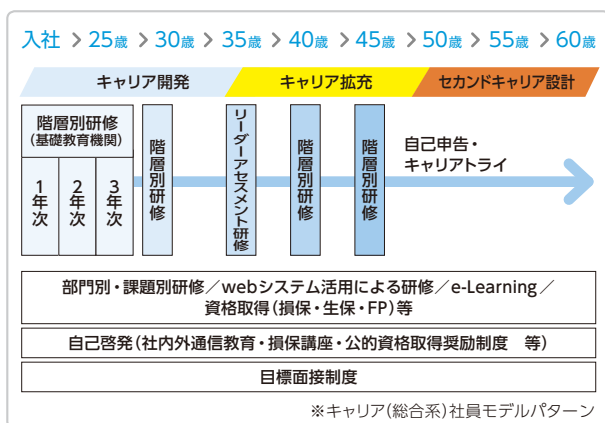 入社 > 25歳 > 30歳 > 35歳 > 40歳 > 45歳 > 50歳 > 55歳 > 60歳
キャリア開発
キャリア拡充
セカンドキャリア設計
階層別研修
(基礎教育機関)
1年次
2年次
3年次
階層別研修
リーダーアセスメント研修
階層別研修
階層別研修
自己申告・
キャリアトライ
部門別・課題別研修／webシステム活用による研修／e-Learning／
資格取得(損保・生保・FP)等
自己啓発(社内外通信教育・損保講座・公的資格取得奨励制度　等)
目標面接制度
※キャリア(総合系)社員モデルパターン